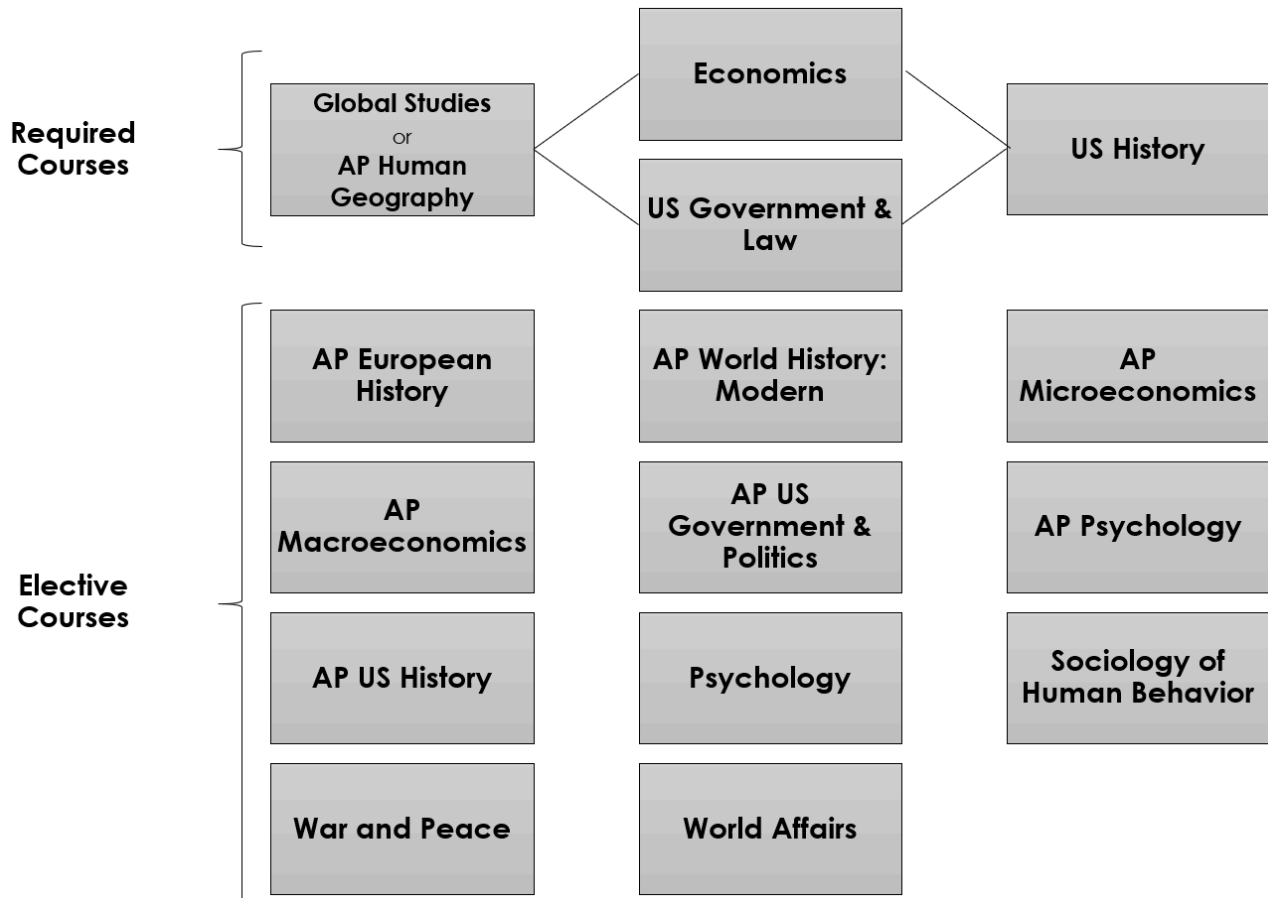 Required
Courses
Global Studies
or
AP Human
Geography
Economics
US Government &
Law
US History
Elective
Courses
AP European
History
AP World History:
Modern
AP
Microeconomics
AP
Macroeconomics
AP US
Government &
Politics
AP Psychology
AP US History
Psychology
Sociology of
Human Behavior
War and Peace
World Affairs